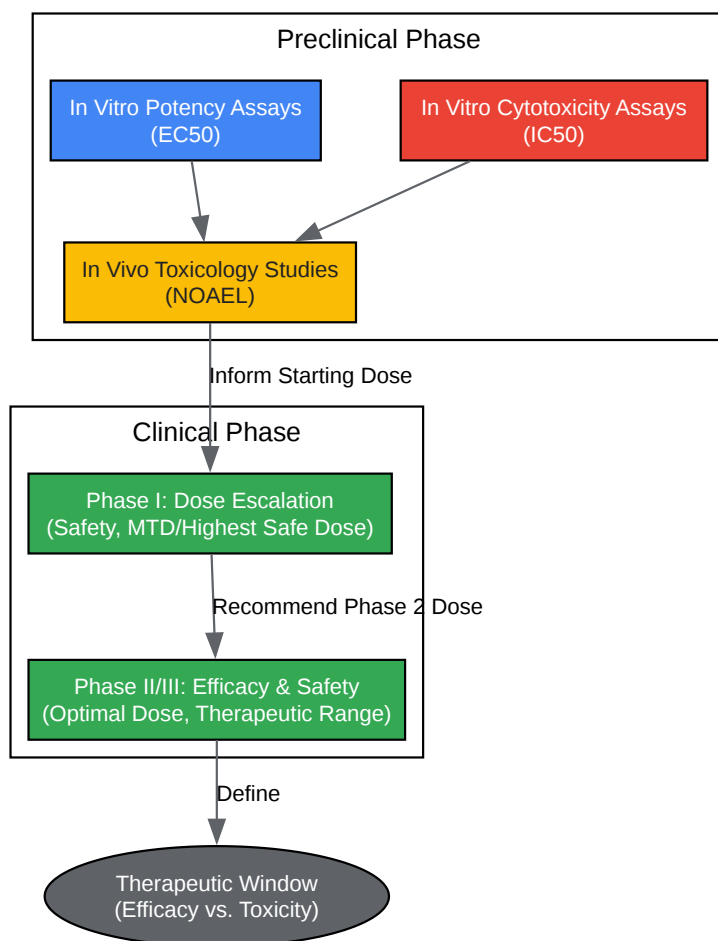 Preclinical Phase
In Vitro Potency Assays
(EC50)
In Vitro Cytotoxicity Assays
(IC50)
In Vivo Toxicology Studies
(NOAEL)
Inform Starting Dose
Clinical Phase
Phase I: Dose Escalation
(Safety, MTD/Highest Safe Dose)
Recommend Phase 2 Dose
Phase II/III: Efficacy & Safety
(Optimal Dose, Therapeutic Range)
Define
Therapeutic Window
(Efficacy vs. Toxicity)